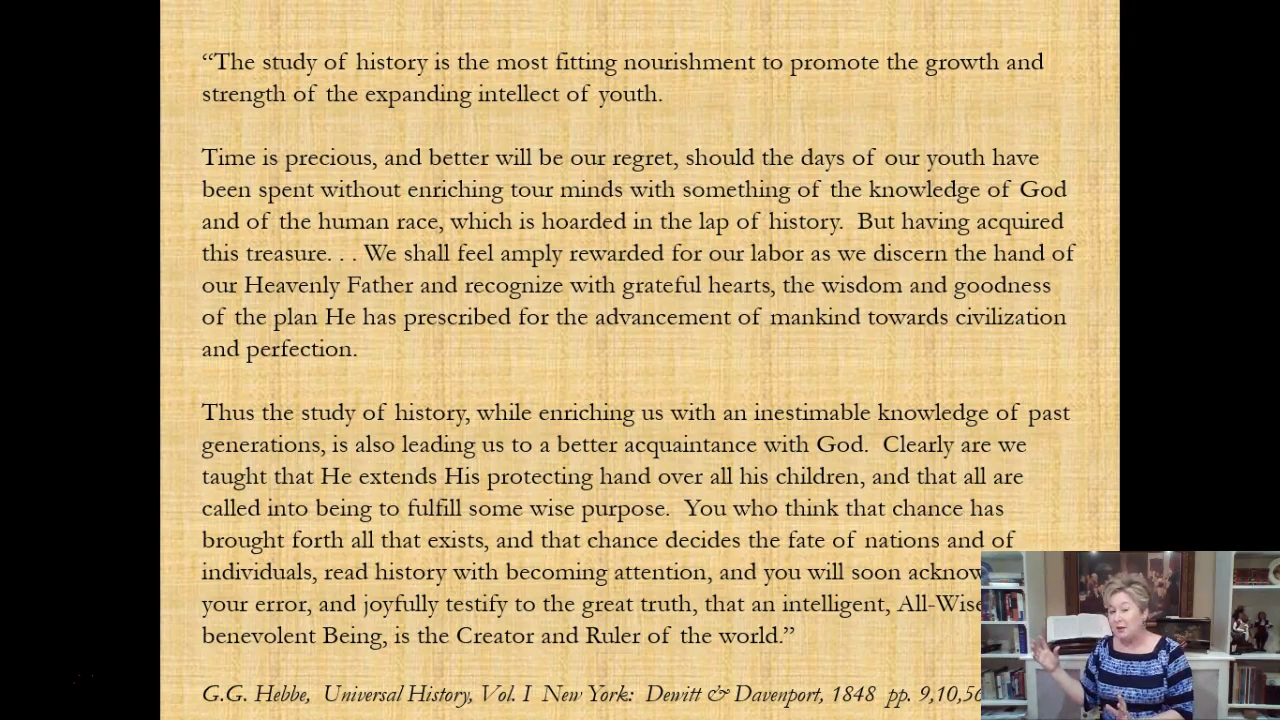 “The study of history is the most fitting nourishment to promote the growth and
strength of the expanding intellect of youth.
Time is precious, and better will be our regret, should the days of our youth have
been spent without enriching tour minds with something of the knowledge of God
and of the human race, which is hoarded in the lap of history. But having acquired
this treasure. . . We shall feel amply rewarded for our labor as we discern the hand of
our Heavenly Father and recognize with grateful hearts, the wisdom and goodness
of the plan He has prescribed for the advancement of mankind towards civilization
and perfection.
Thus the study of history, while enriching us with an inestimable knowledge of past
generations, is also leading us to a better acquaintance with God. Clearly are we
taught that He extends His protecting hand over all his children, and that all are
called into being to fulfill some wise purpose. You who think that chance has
brought forth all that exists, and that chance decides the fate of nations and of
individuals, read history with becoming attention, and you will soon
your error, and joyfully testify to the great truth, that an intelligent, All-Wise
benevolent Being, is the Creator and Ruler of the world.”
G.G. Hebbe, Universal History, Vol. I New York: Dewitt & Davenport, 1848 pp. 9,10,56